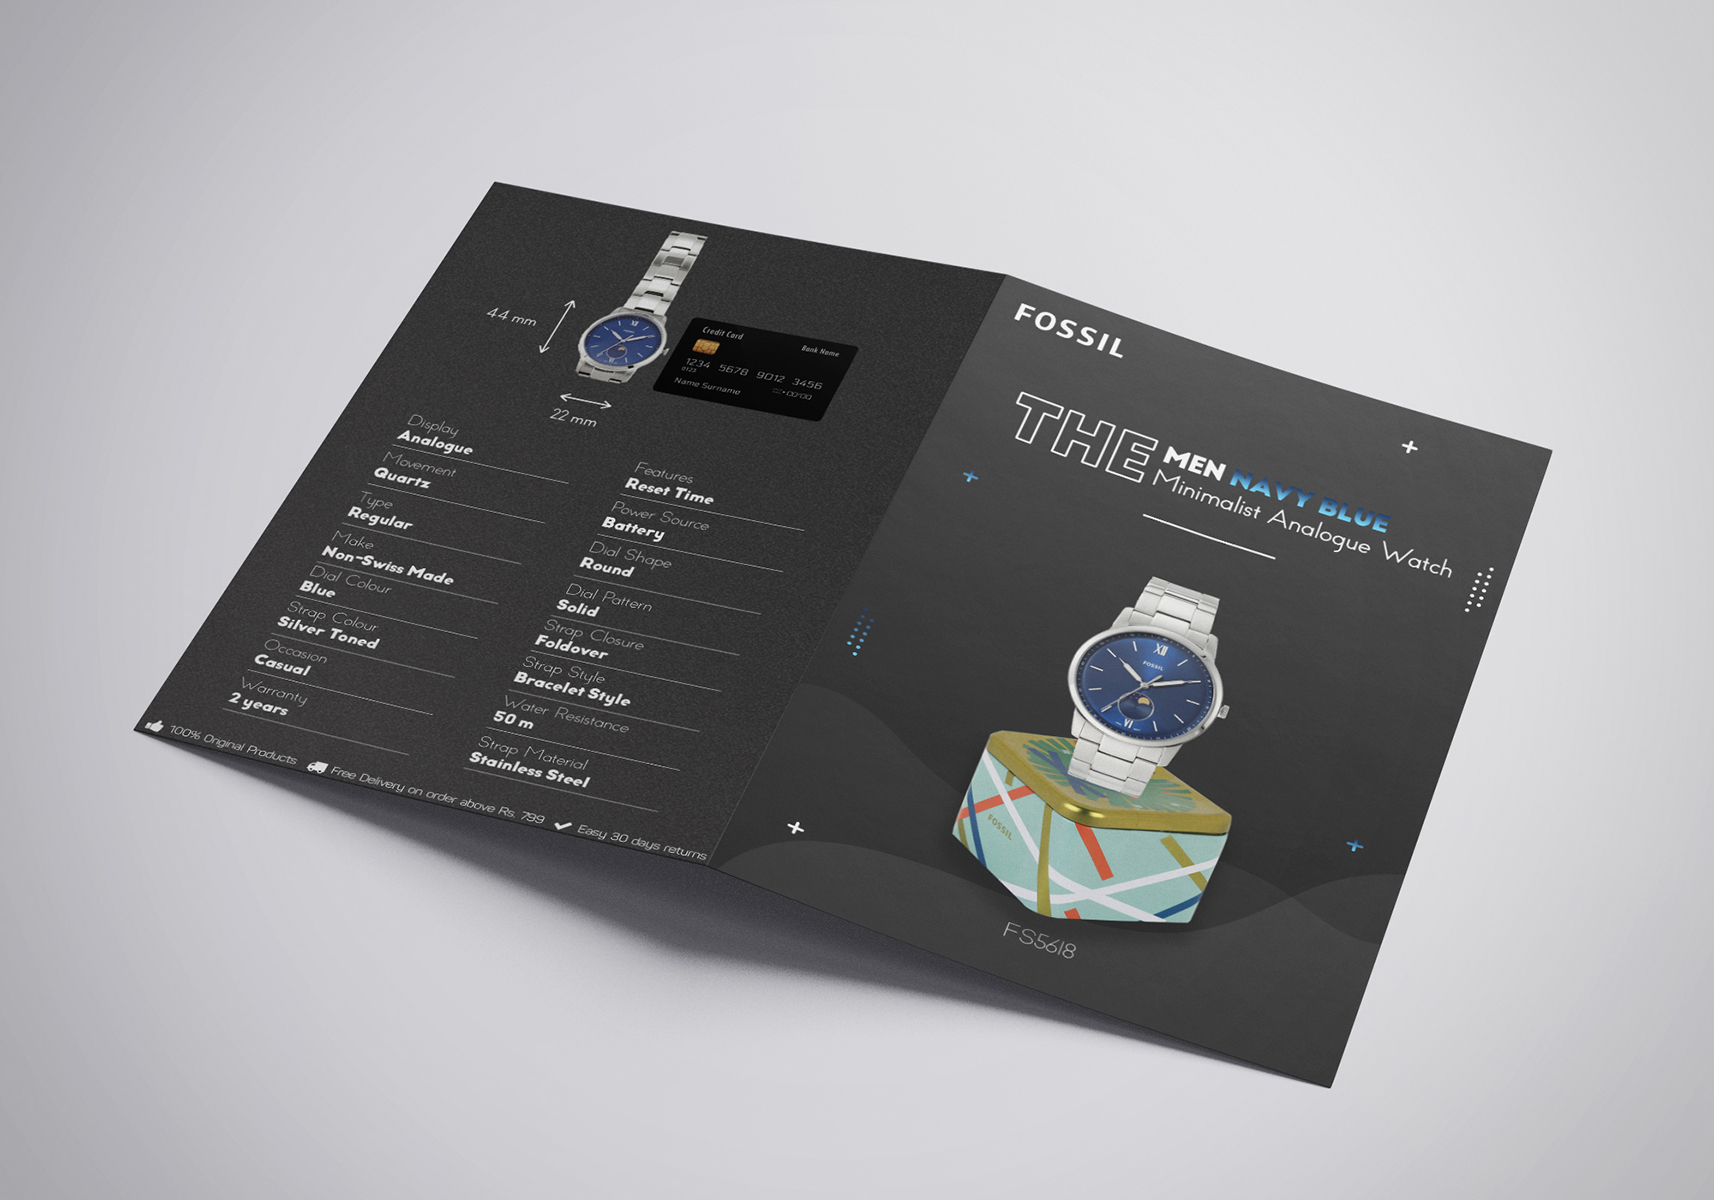 44 mm
22 mm
Credit Card
Bank Name
1234 5678 9012 3456
0123
Name Surname
00/00
Display
Analogue
Movement
Quartz
Type
Regular
Make
Non-Swiss Made
Dial Colour
Blue
Strap Colour
Silver Toned
Occasion
Casual
Warranty
2 years
Features
Reset Time
Power Source
Battery
Dial Shape
Round
Dial Pattern
Solid
Strap Closure
Foldover
Strap Style
Bracelet Style
Water Resistance
50 m
Strap Material
Stainless Steel
100% Original Products Free Delivery on order above Rs. 799 Easy 30 days returns
FOSSIL
THE MEN NAVY BLUE
Minimalist Analogue Watch
XII
FOSSIL
VI
FOSSIL
FS5618